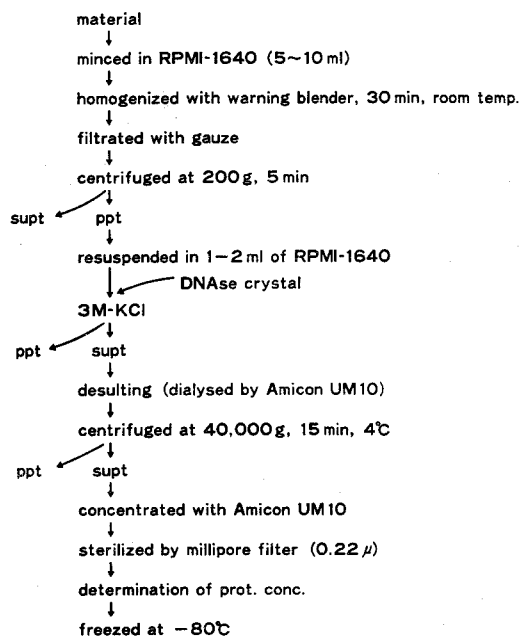 material
minced in RPMI-1640 (5~10 ml)
homogenized with warning blender, 30 min, room temp.
filtrated with gauze
centrifuged at 200g, 5 min
supt ppt
resuspended in 1-2 ml of RPMI-1640
DNAse crystal
3M-KCl
ppt supt
desulting (dialysed by Amicon UM10)
centrifuged at 40,000g, 15 min, 4℃
ppt supt
concentrated with Amicon UM10
sterilized by millipore filter (0.22 μ)
determination of prot. conc.
freezed at -80℃